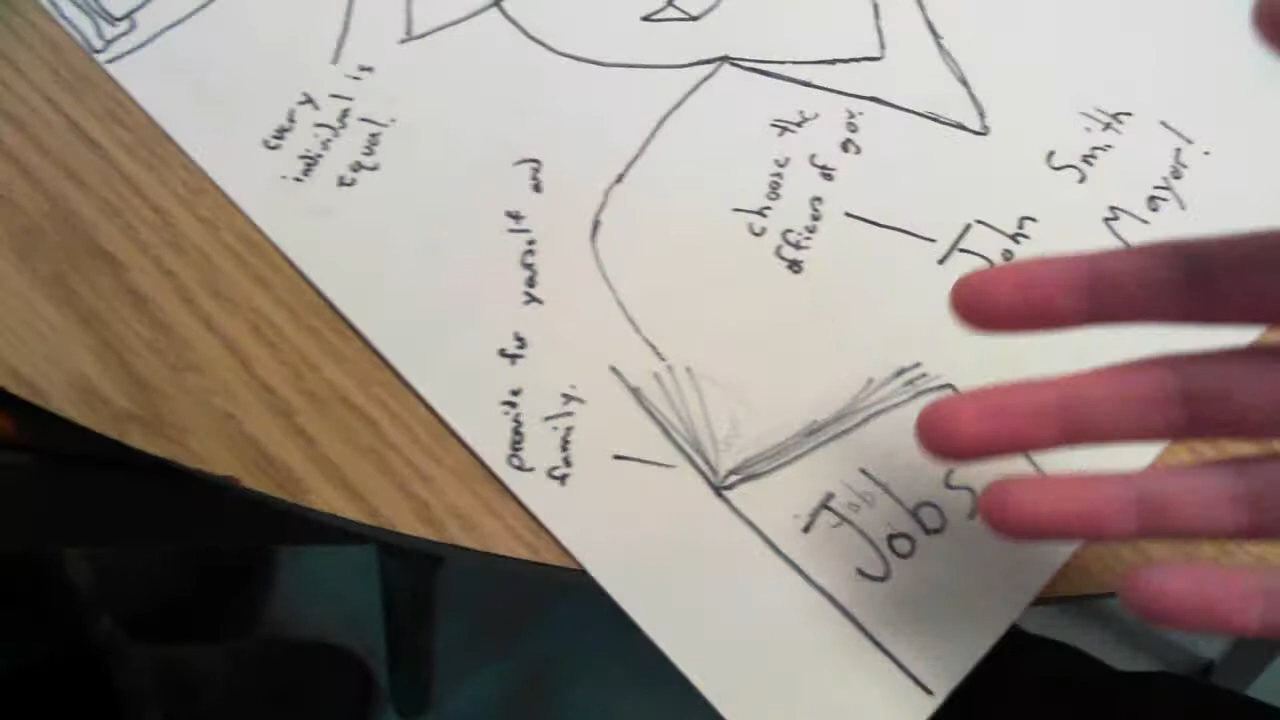 every
individual is
equal.
provide for yourself and
family.
choose the
officers of gov.
John
Smith
Mayor!
Jobs